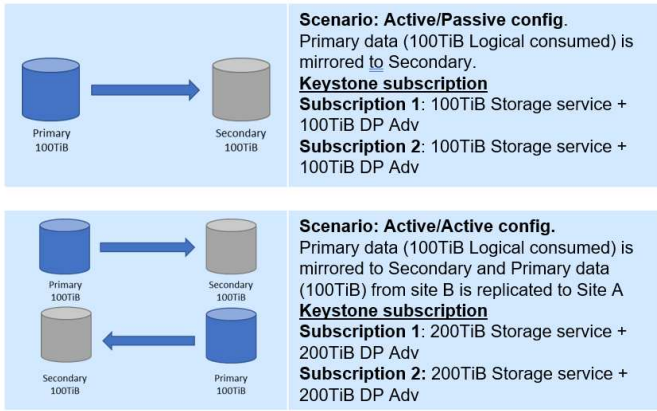 Primary
100TiB
Secondary
100TiB
Scenario: Active/Passive config.
Primary data (100TiB Logical consumed) is
mirrored to Secondary.
Keystone subscription
Subscription 1: 100TiB Storage service +
100TiB DP Adv
Subscription 2: 100TiB Storage service +
100TiB DP Adv
Primary
100TiB
Secondary
100TiB
Secondary
100TiB
Primary
100TiB
Scenario: Active/Active config.
Primary data (100TiB Logical consumed) is
mirrored to Secondary and Primary data
(100TiB) from site B is replicated to Site A
Keystone subscription
Subscription 1: 200TiB Storage service +
200TiB DP Adv
Subscription 2: 200TiB Storage service +
200TiB DP Adv